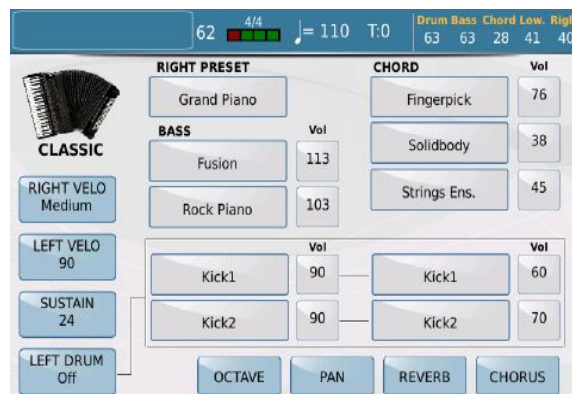 62 4/4 = 110 T:0
Drum Bass Chord Low. Righ
63 63 28 41 40
RIGHT PRESET
Grand Piano
CHORD Vol
Fingerpick 76
Solidbody 38
Strings Ens. 45
BASS Vol
Fusion 113
Rock Piano 103
CLASSIC
RIGHT VELO
Medium
LEFT VELO
90
SUSTAIN
24
LEFT DRUM
Off
Vol Vol
Kick1 90 Kick1 60
Kick2 90 Kick2 70
OCTAVE PAN REVERB CHORUS